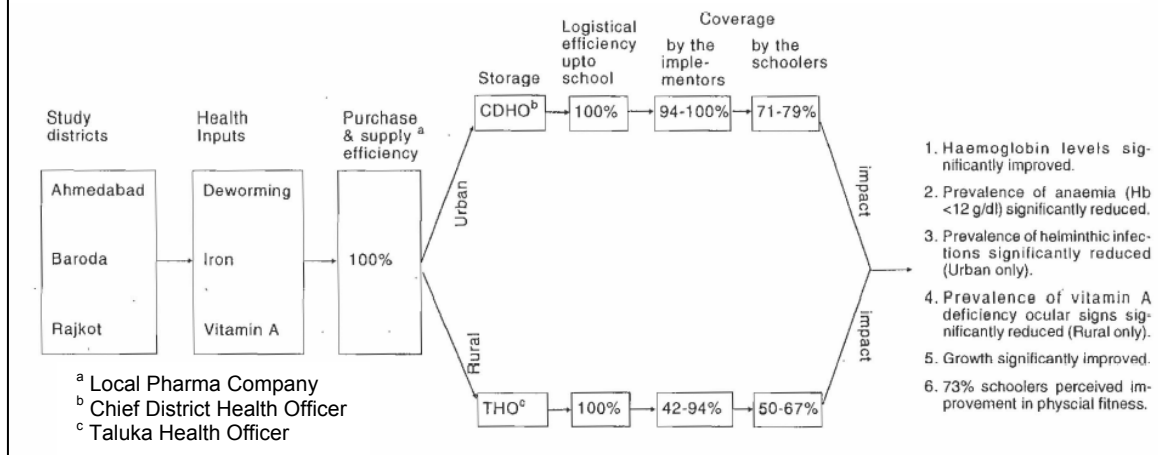 Study
districts
Ahmedabad
Baroda
Rajkot
Health
Inputs
Deworming
Iron
Vitamin A
Purchase
& supply a
efficiency
100%
Urban
Rural
Storage
CDHOb
THOc
Logistical
efficiency
upto
school
100%
100%
Coverage
by the
imple-
mentors
94-100%
42-94%
by the
schoolers
71-79%
50-67%
impact
impact
1. Haemoglobin levels sig-
nificantly improved.
2. Prevalence of anaemia (Hb
<12 g/dl) significantly reduced.
3. Prevalence of helminthic infec-
tions significantly reduced
(Urban only).
4. Prevalence of vitamin A
deficiency ocular signs sig-
nificantly reduced (Rural only).
5. Growth significantly improved.
6. 73% schoolers perceived im-
provement in physcial fitness.
a Local Pharma Company
b Chief District Health Officer
c Taluka Health Officer